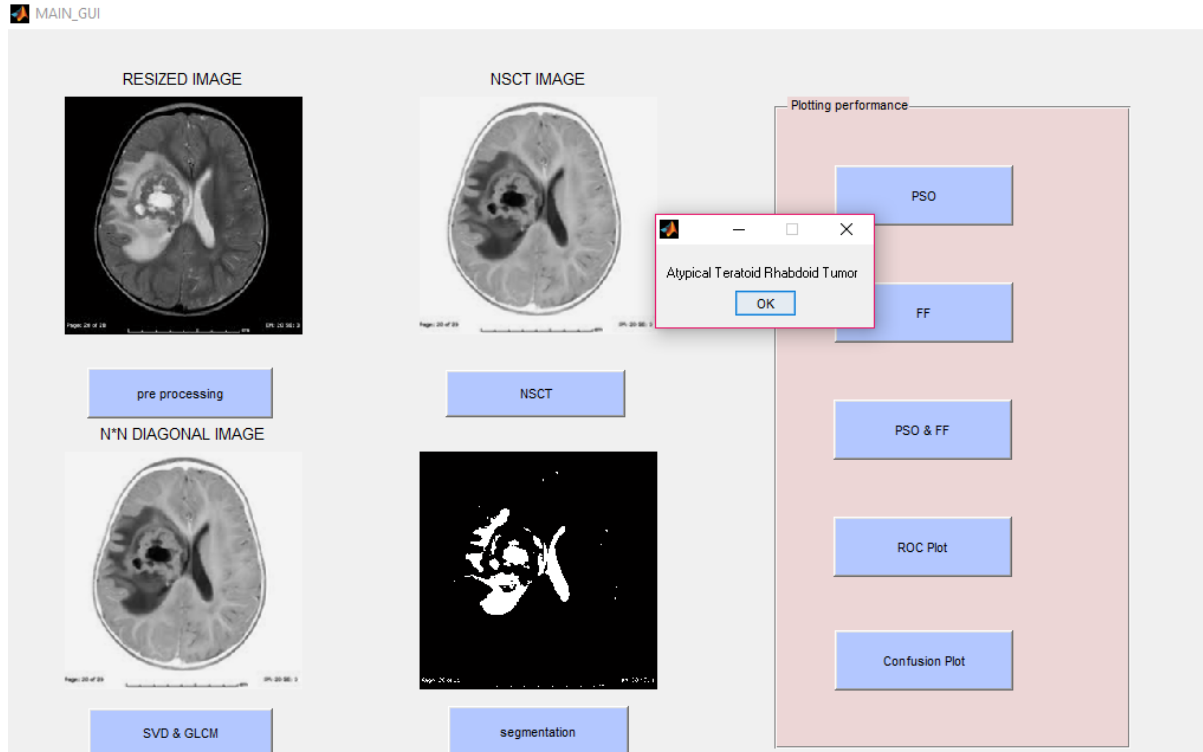 MAIN_GUI
RESIZED IMAGE
NSCT IMAGE
Plotting performance
PSO
Atypical Teratoid Rhabdoid Tumor
OK
FF
pre processing
NSCT
N*N DIAGONAL IMAGE
PSO & FF
ROC Plot
Confusion Plot
SVD & GLCM
segmentation